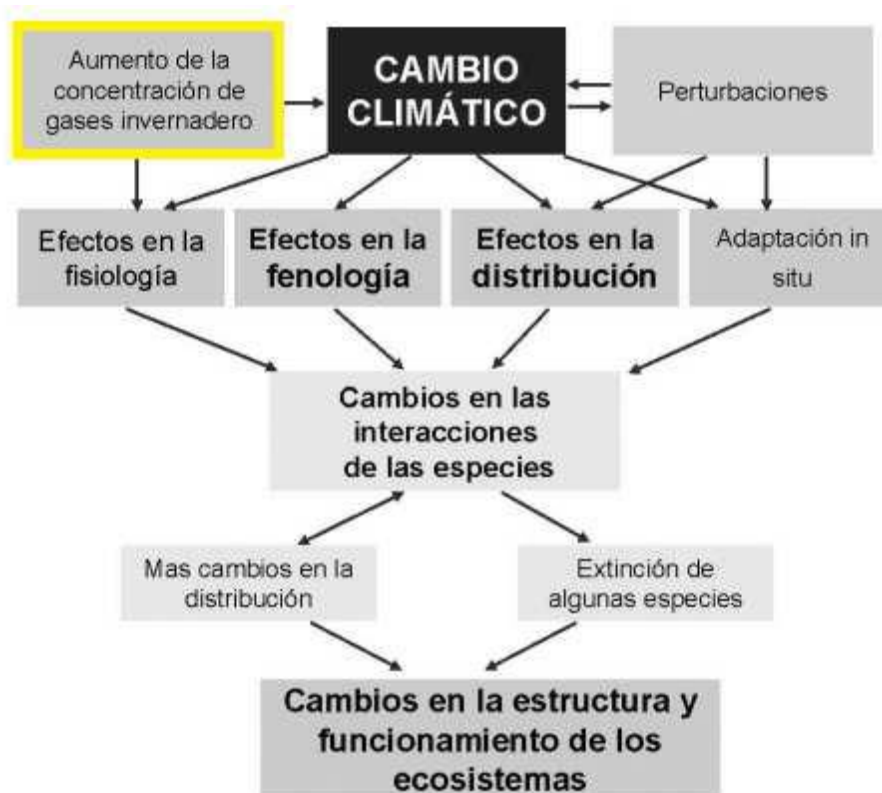 Aumento de la
concentración de
gases invernadero
CAMBIO
CLIMÁTICO
Perturbaciones
Efectos en la
fisiología
Efectos en la
fenología
Efectos en la
distribución
Adaptación in
situ
Cambios en las
interacciones
de las especies
Mas cambios en la
distribución
Extinción de
algunas especies
Cambios en la estructura y
funcionamiento de los
ecosistemas